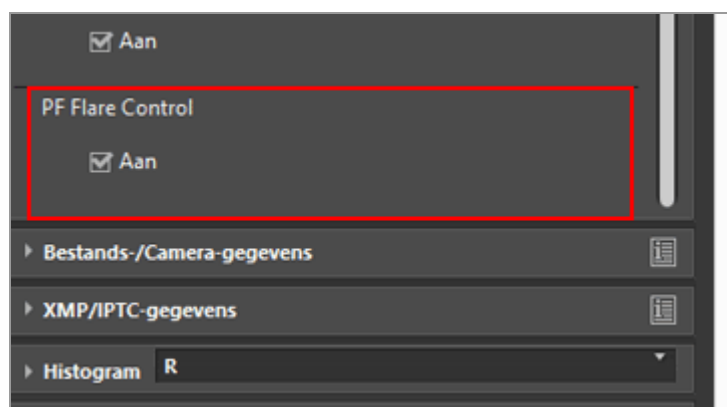 Aan
PF Flare Control
Aan
Bestands-/Camera-gegevens
XMP/IPTC-gegevens
Histogram R